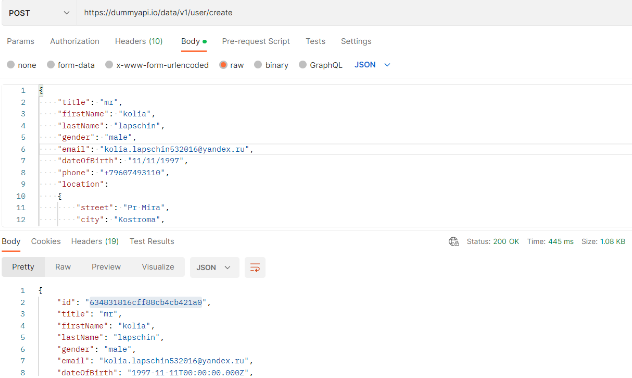 POST https://dummyapi.io/data/v1/user/create
Params Authorization Headers (10) Body Pre-request Script Tests Settings
none form-data x-www-form-urlencoded raw binary GraphQL JSON
1 {
2 "title": "mr",
3 "firstName": "kolia",
4 "lastName": "lapschin",
5 "gender": "male",
6 "email": "kolia.lapschin532016@yandex.ru",
7 "dateOfBirth": "11/11/1997",
8 "phone": "+79607493110",
9 "location":
10 {
11 "street": "Pr Mira",
12 "city": "Kostroma",
Body Cookies Headers (19) Test Results Status: 200 OK Time: 445 ms Size: 1.08 KB
Pretty Raw Preview Visualize JSON
1 {
2 "id": "634831816cff88cb4cb421a0",
3 "title": "mr",
4 "firstName": "kolia",
5 "lastName": "lapschin",
6 "gender": "male",
7 "email": "kolia.lapschin532016@yandex.ru",
8 "dateOfBirth": "1997-11-11T00:00:00.000Z",